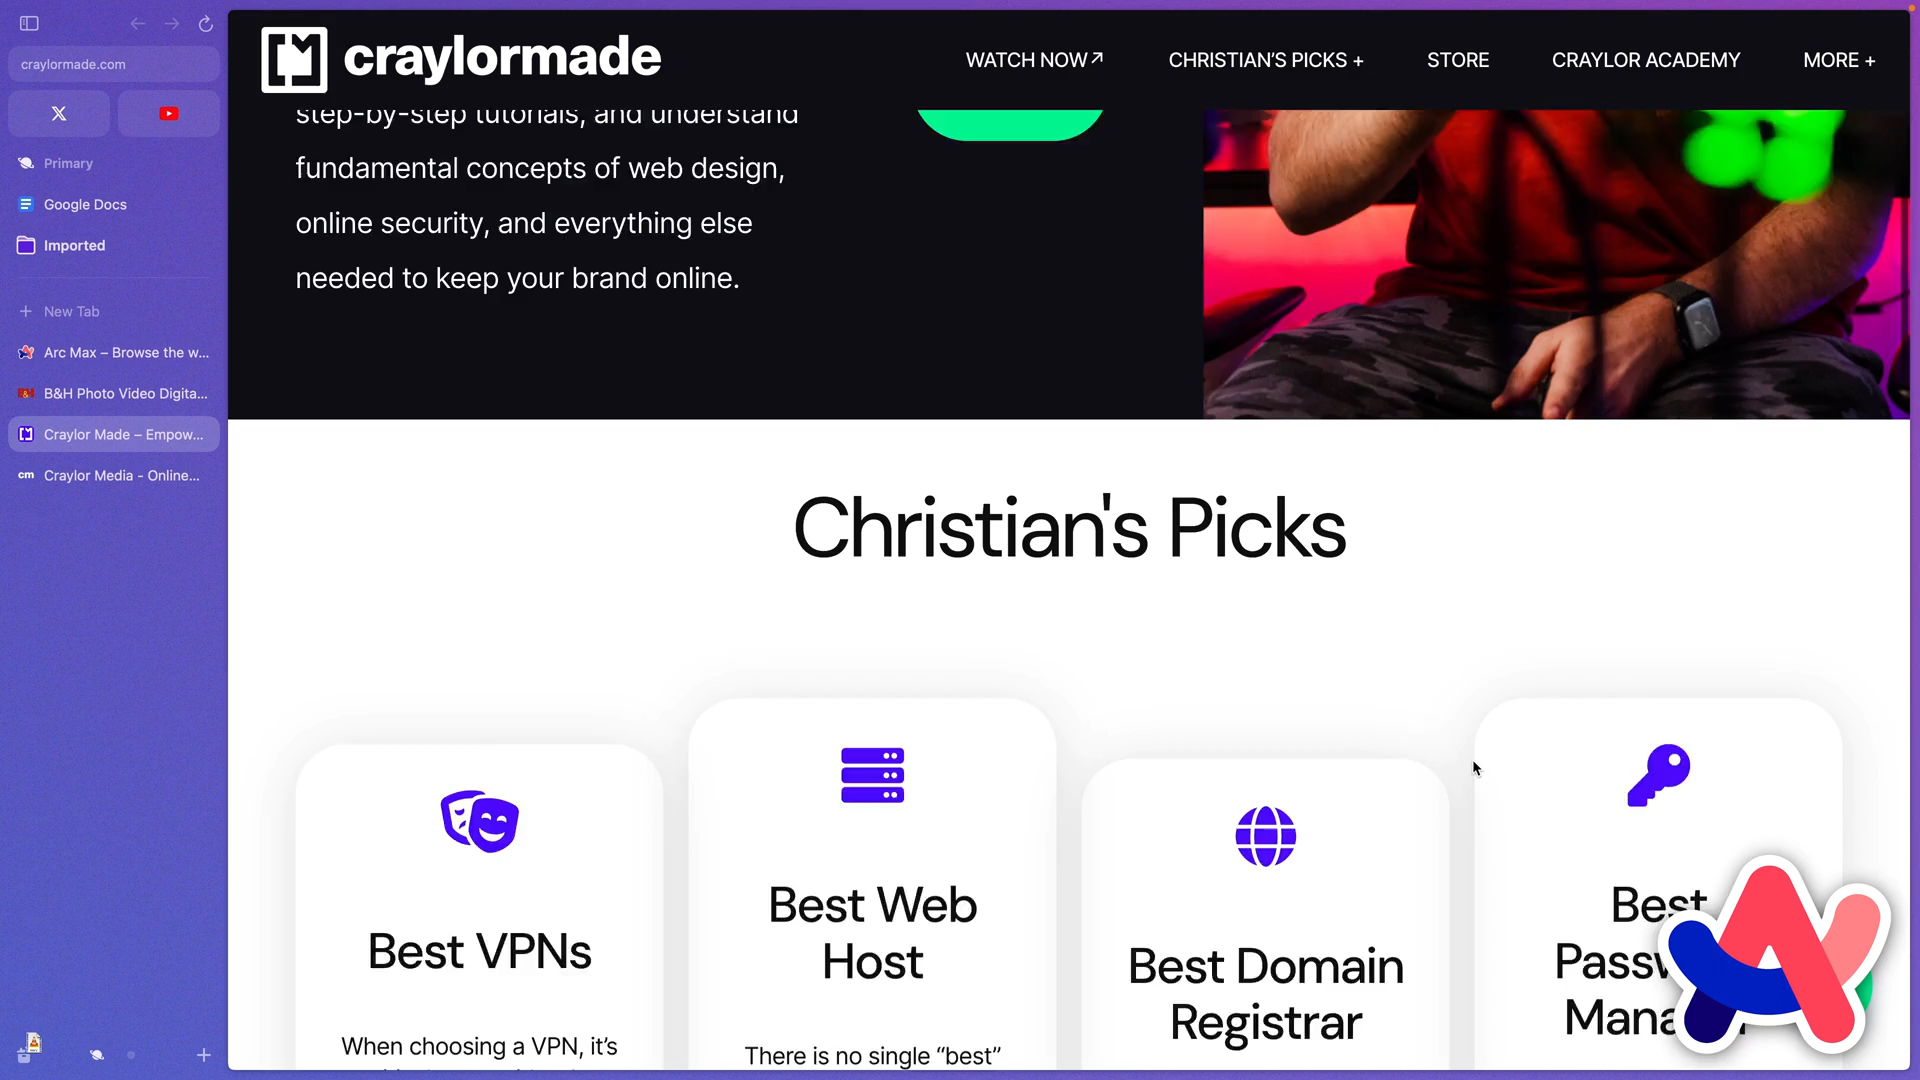 craylormade.com
Primary
Google Docs
Imported
New Tab
Arc Max – Browse the w...
B&H Photo Video Digita...
Craylor Made – Empow...
cm Craylor Media - Online...
craylormade
WATCH NOW
CHRISTIAN'S PICKS +
STORE
CRAYLOR ACADEMY
MORE +
step-by-step tutorials, and understand
fundamental concepts of web design,
online security, and everything else
needed to keep your brand online.
Christian's Picks
Best VPNs
When choosing a VPN, it's
Best Web
Host
There is no single “best”
Best Domain
Registrar
Best